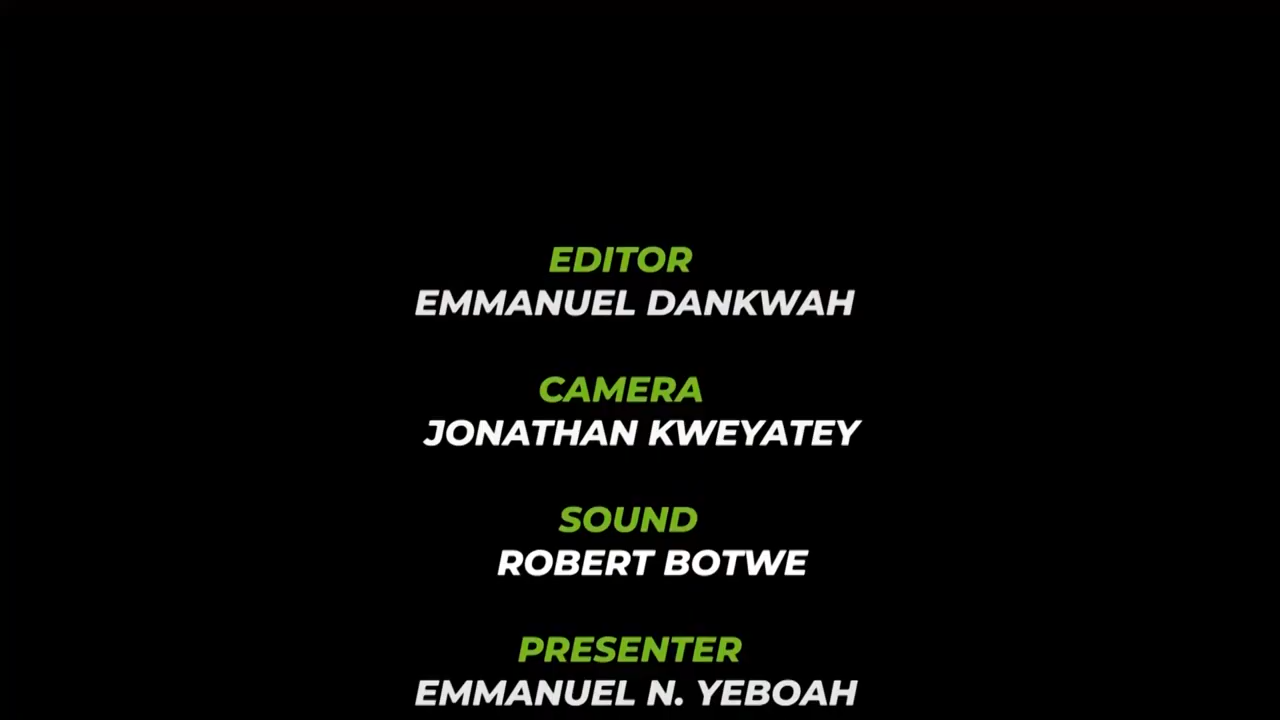 EDITOR
EMMANUEL DANKWAH
CAMERA
JONATHAN KWEYATEY
SOUND
ROBERT BOTWE
PRESENTER
EMMANUEL N. YEBOAH